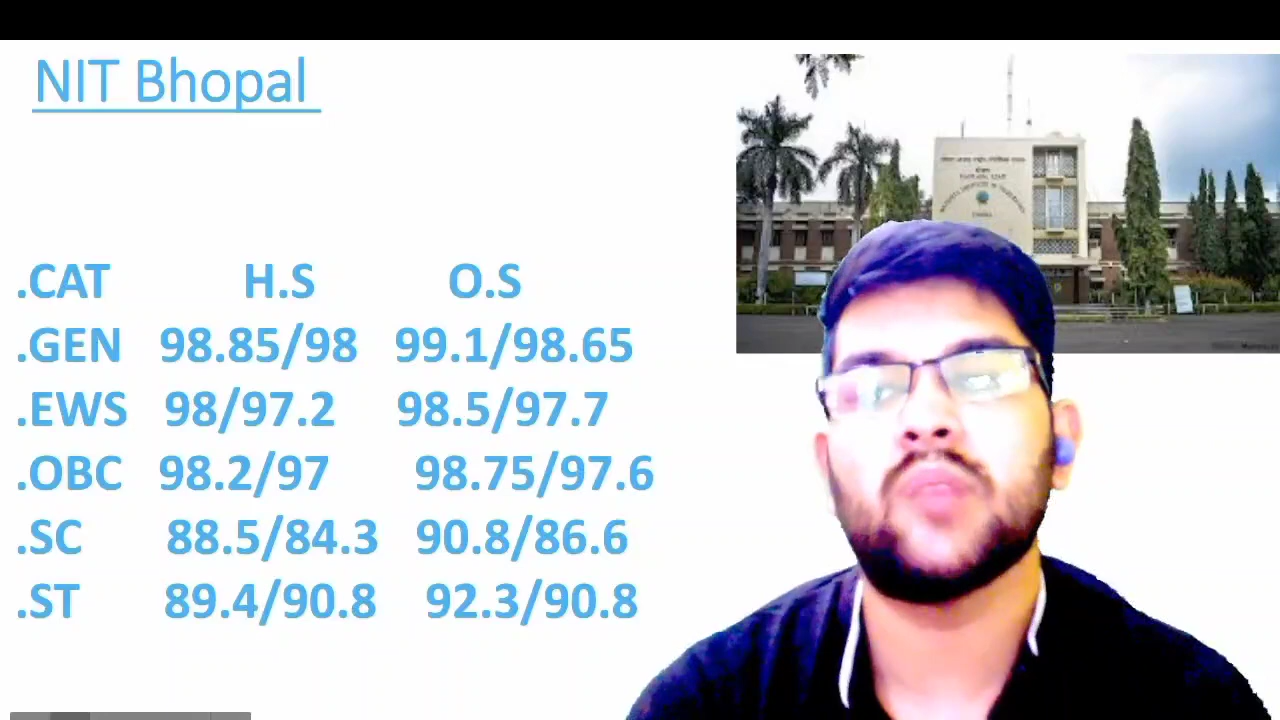 NIT Bhopal
.CAT H.S O.S
.GEN 98.85/98 99.1/98.65
.EWS 98/97.2 98.5/97.7
.OBC 98.2/97 98.75/97.6
.SC 88.5/84.3 90.8/86.6
.ST 89.4/90.8 92.3/90.8